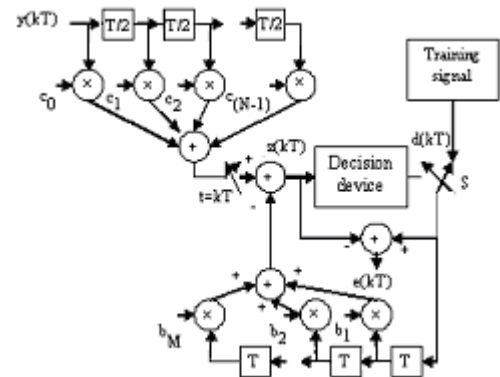 y(kT) T/2 T/2 T/2
Training
signal
× × × ×
c0 c1 c2 c(N-1)
+
z(kT) d(kT)
+
+ Decision
device
S
t=kT -
- + +
e(kT)
+ + + + +
× × ×
bM b2 b1
T T T